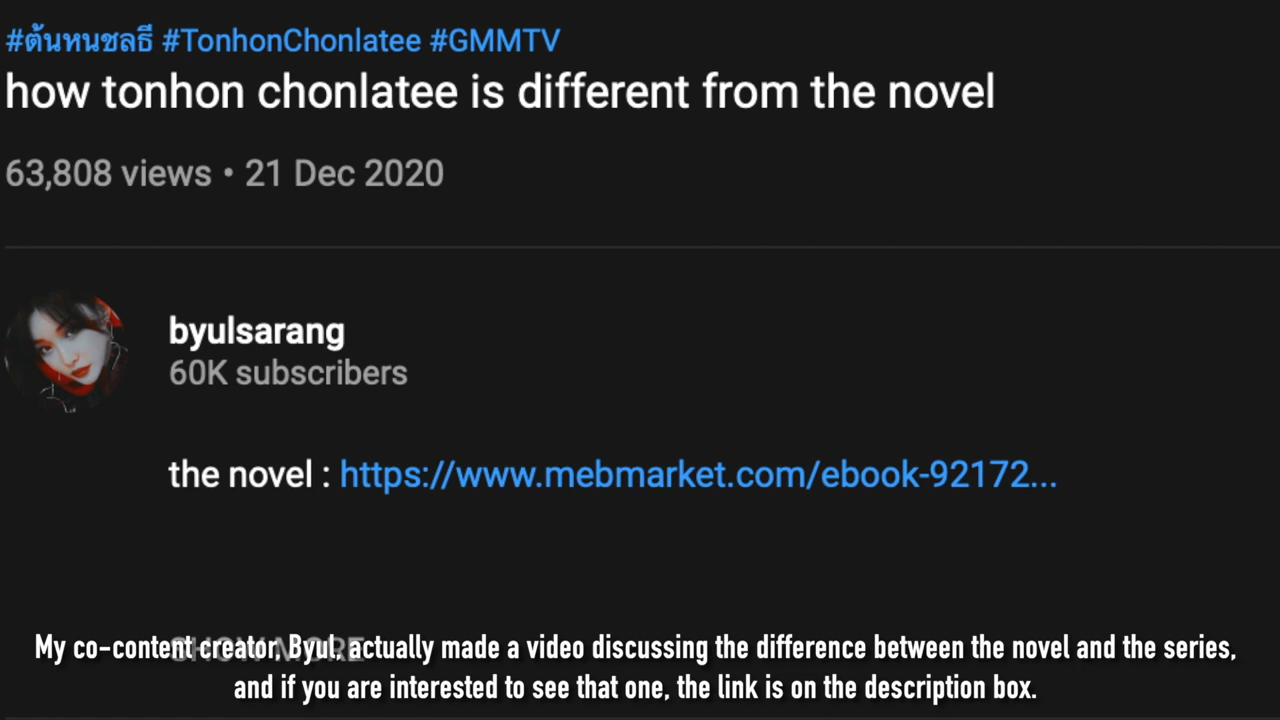 #ต้นหนชลธี #TonhonChonlatee #GMMTV
how tonhon chonlatee is different from the novel
63,808 views • 21 Dec 2020
byulsarang
60K subscribers
the novel : https://www.mebmarket.com/ebook-92172...
SHOW MORE
My co-content creator, Byul, actually made a video discussing the difference between the novel and the series,
and if you are interested to see that one, the link is on the description box.